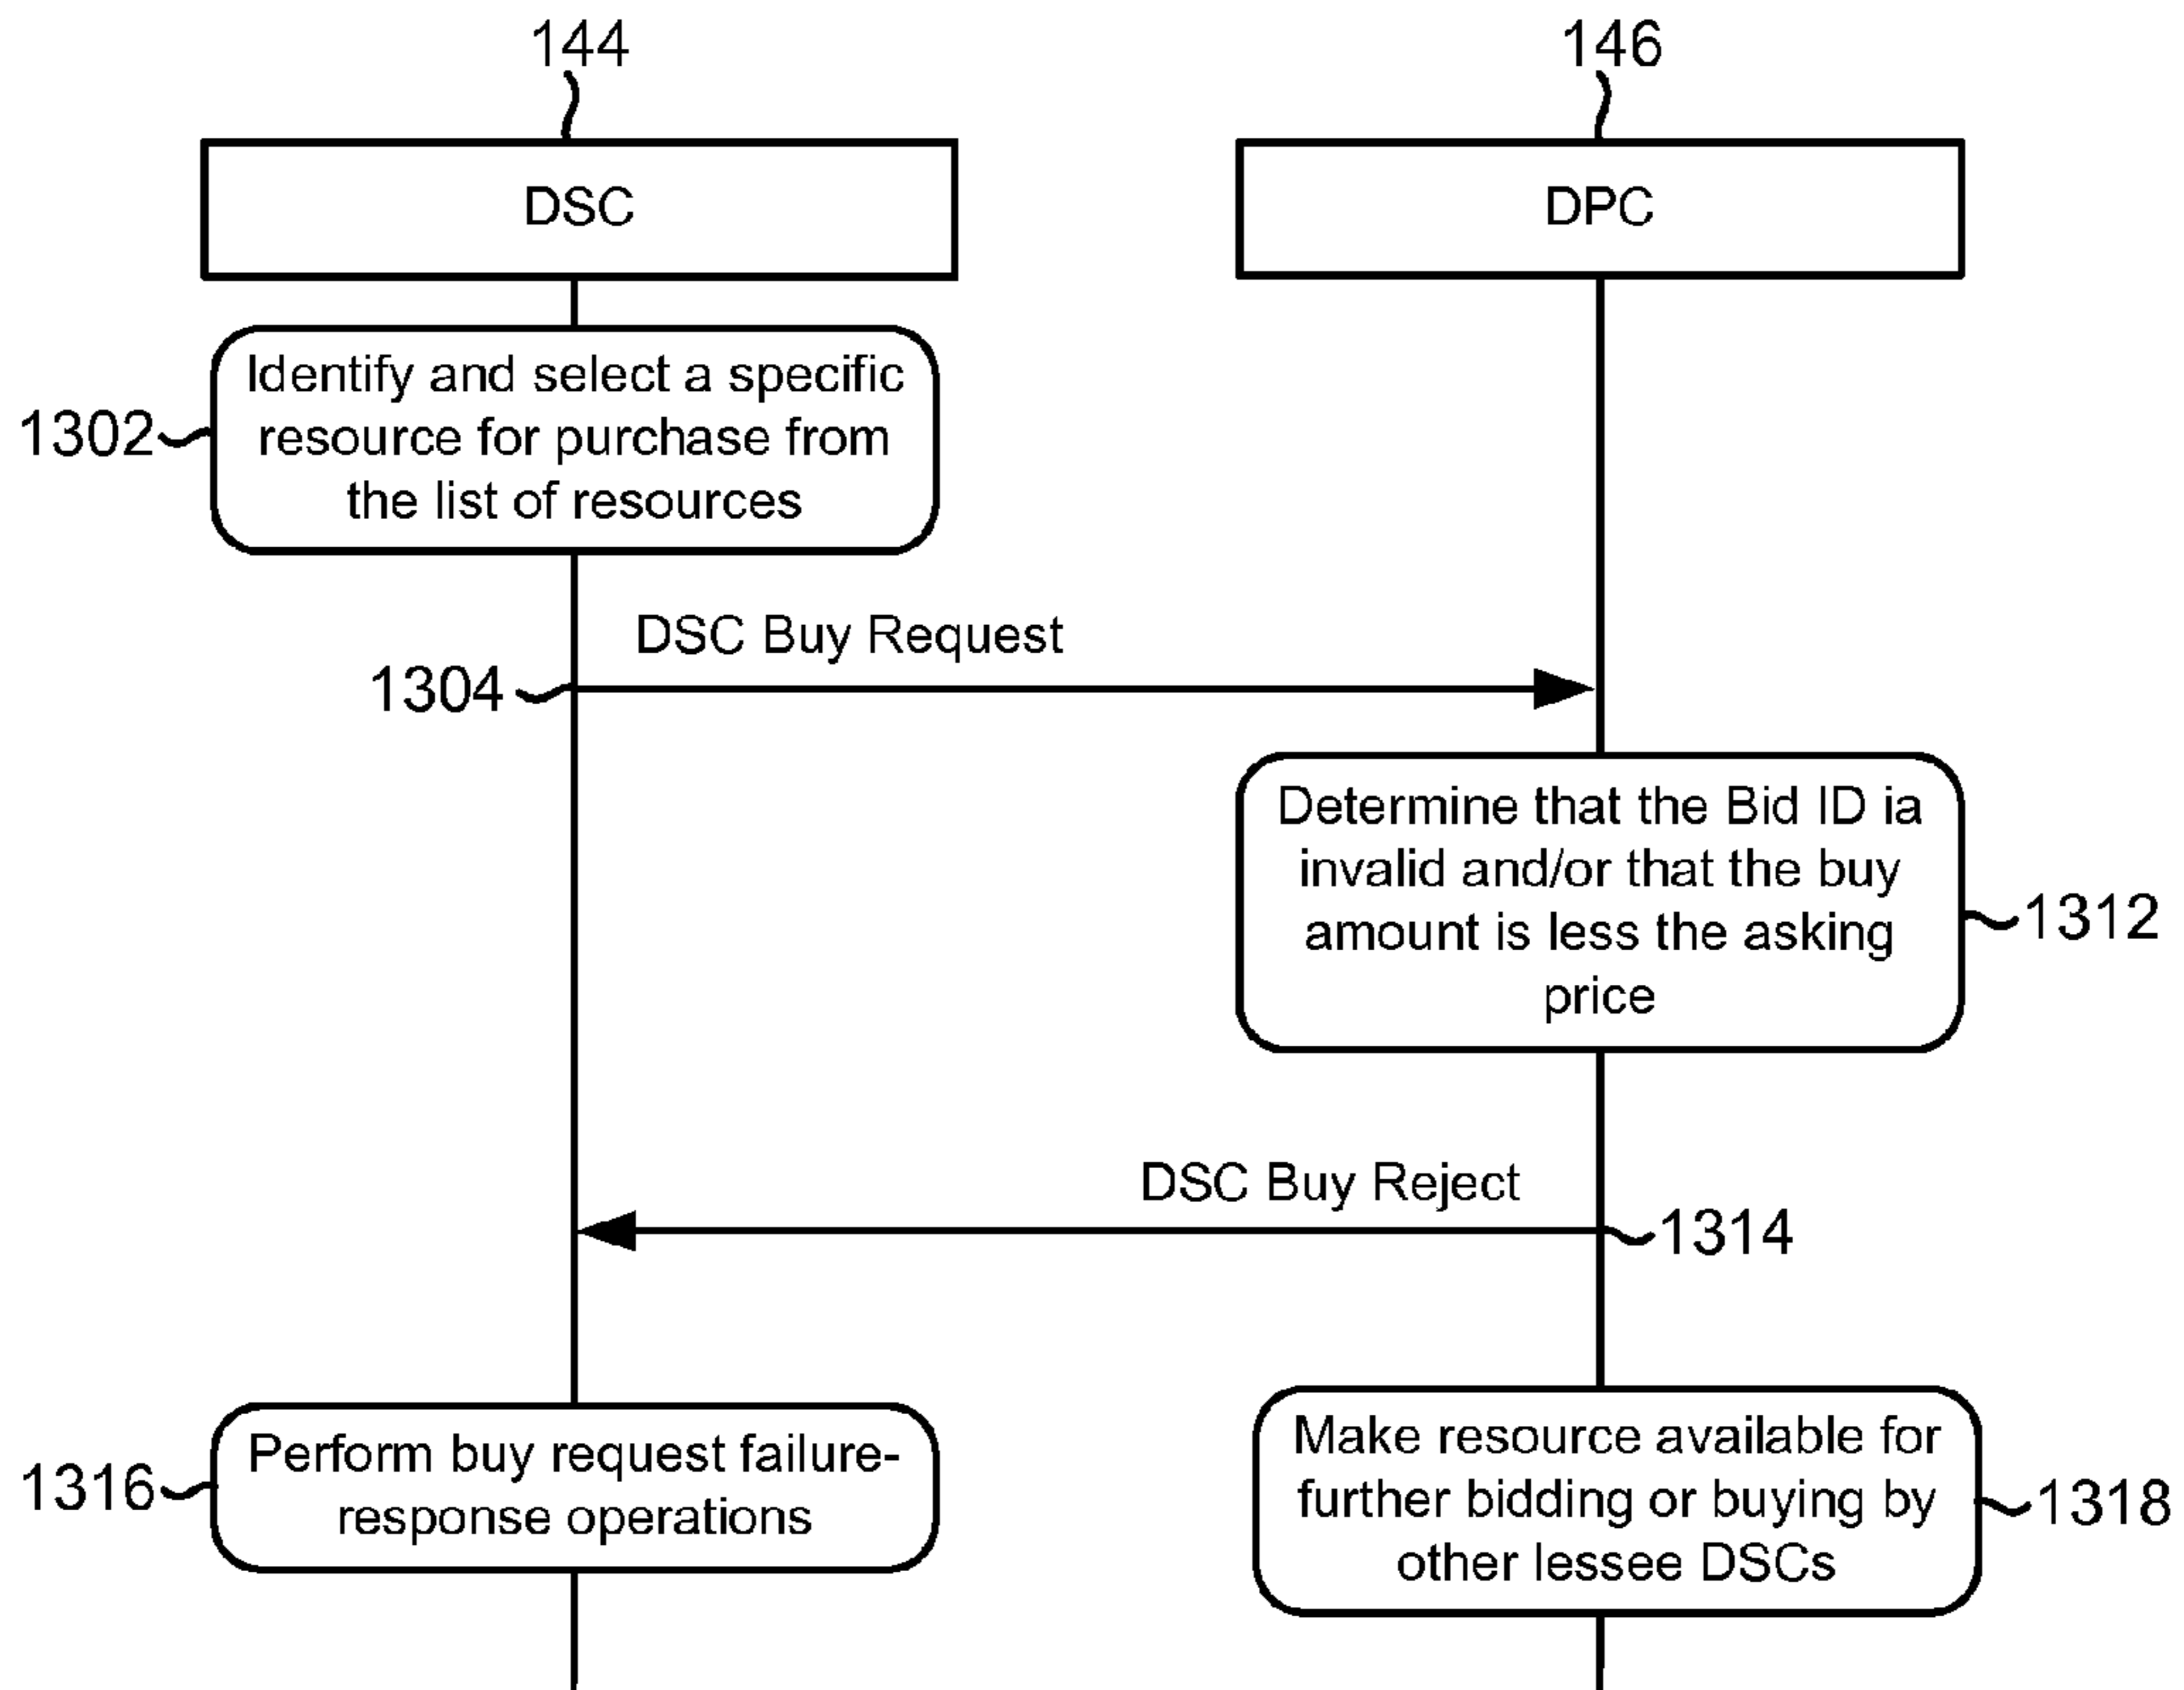 144
146
DSC
DPC
Identify and select a specific
resource for purchase from
the list of resources
1302
DSC Buy Request
1304
Determine that the Bid ID ia
invalid and/or that the buy
amount is less the asking
price
1312
DSC Buy Reject
1314
Perform buy request failure-
response operations
1316
Make resource available for
further bidding or buying by
other lessee DSCs
1318